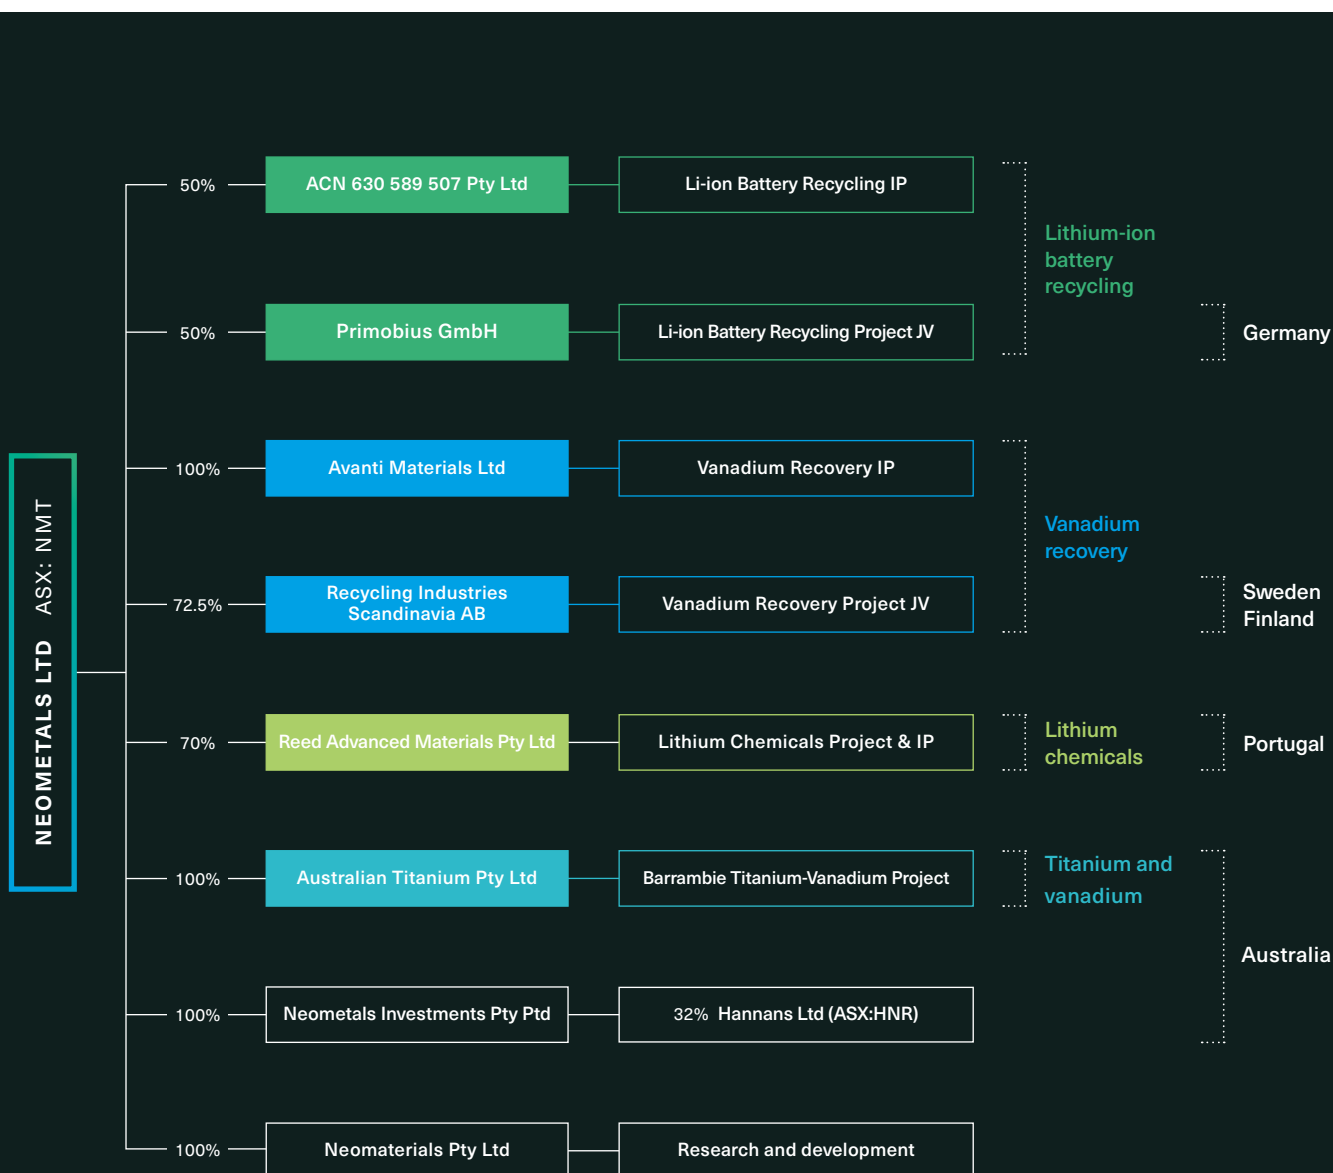 NEOMETALS LTD ASX: NMT
50%
ACN 630 589 507 Pty Ltd
Li-ion Battery Recycling IP
Lithium-ion
battery
recycling
50%
Primobius GmbH
Li-ion Battery Recycling Project JV
Germany
100%
Avanti Materials Ltd
Vanadium Recovery IP
Vanadium
recovery
72.5%
Recycling Industries
Scandinavia AB
Vanadium Recovery Project JV
Sweden
Finland
70%
Reed Advanced Materials Pty Ltd
Lithium Chemicals Project & IP
Lithium
chemicals
Portugal
100%
Australian Titanium Pty Ltd
Barrambie Titanium-Vanadium Project
Titanium and
vanadium
Australia
100%
Neometals Investments Pty Ptd
32% Hannans Ltd (ASX:HNR)
100%
Neomaterials Pty Ltd
Research and development